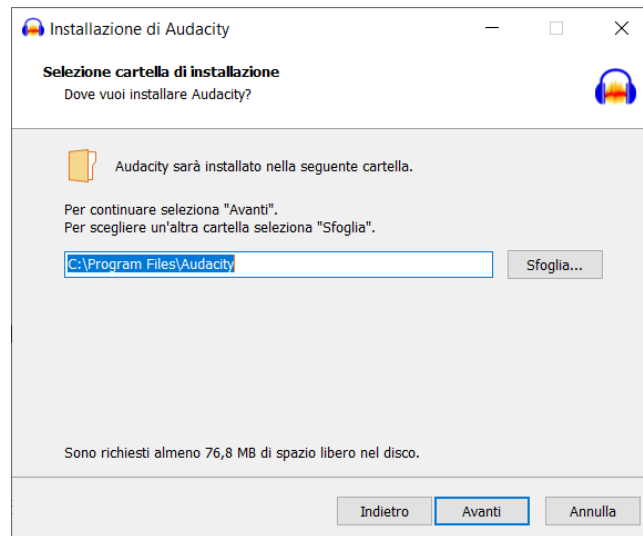 Installazione di Audacity
Selezione cartella di installazione
Dove vuoi installare Audacity?
Audacity sarà installato nella seguente cartella.
Per continuare seleziona "Avanti".
Per scegliere un'altra cartella seleziona "Sfoglia".
C:\Program Files\Audacity
Sfoglia...
Sono richiesti almeno 76,8 MB di spazio libero nel disco.
Indietro
Avanti
Annulla